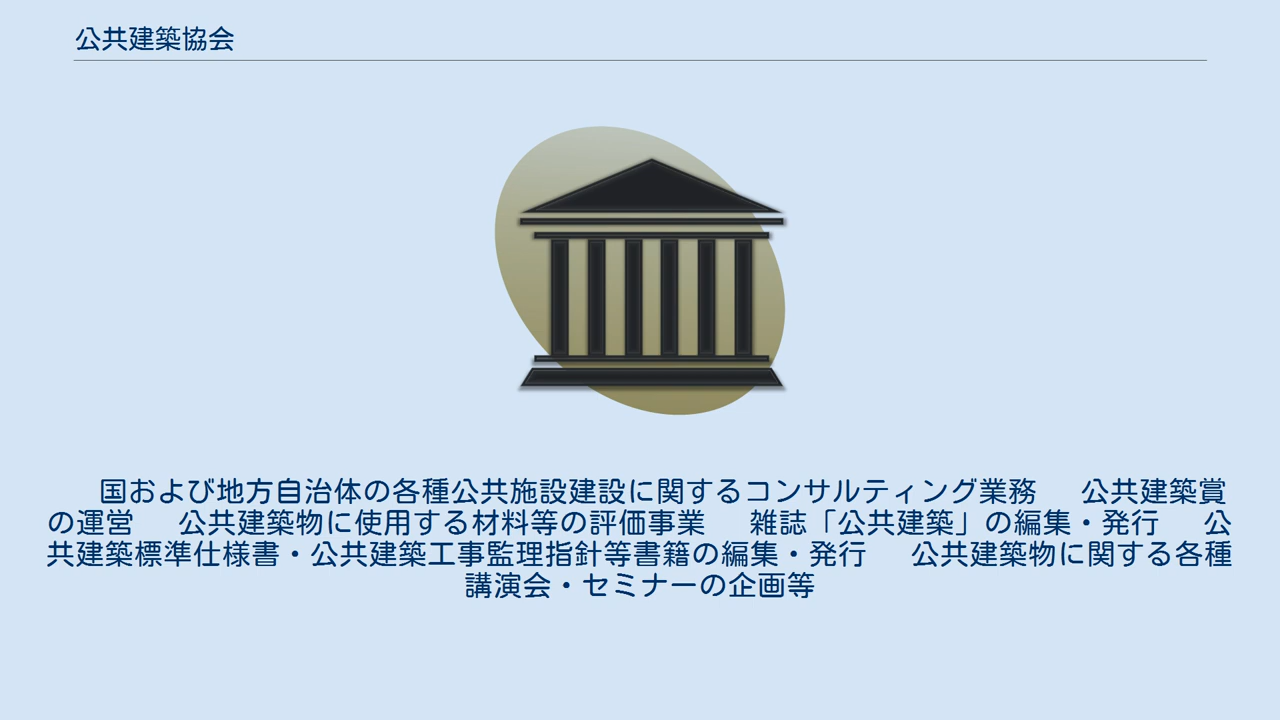 公共建築協会
国および地方自治体の各種公共施設建設に関するコンサルティング業務　 公共建築賞
の運営　 公共建築物に使用する材料等の評価事業　 雑誌「公共建築」の編集・発行　 公
共建築標準仕様書・公共建築工事監理指針等書籍の編集・発行　 公共建築物に関する各種
講演会・セミナーの企画等